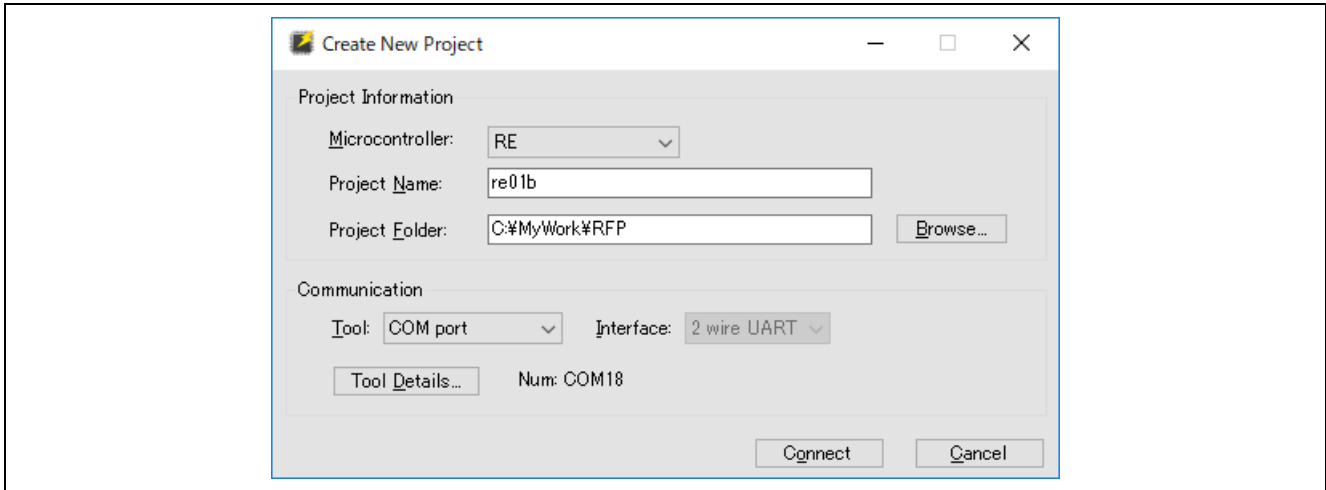 Create New Project
Project Information
Microcontroller: RE
Project Name: re01b
Project Folder: C:¥MyWork¥RFP Browse...
Communication
Tool: COM port Interface: 2 wire UART
Tool Details... Num: COM18
Connect Cancel